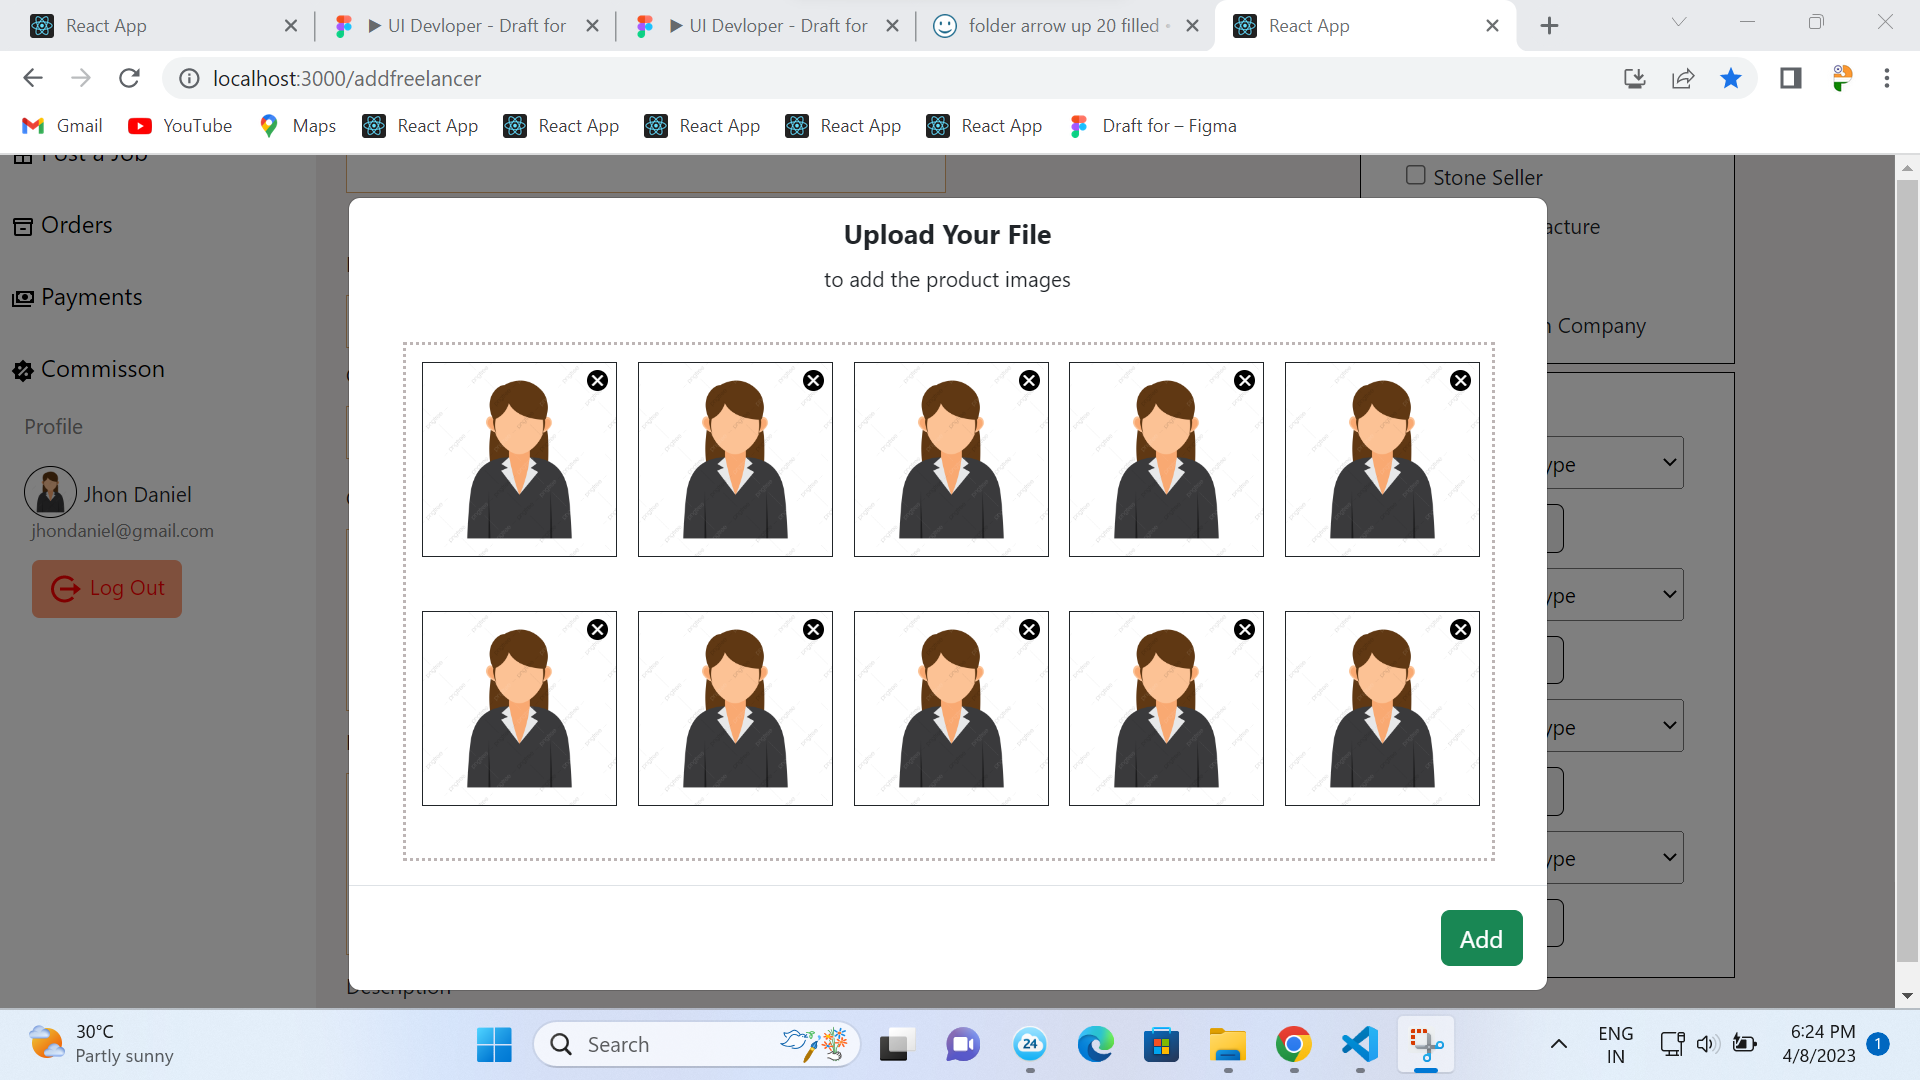 React App
▶ UI Devloper - Draft for
▶ UI Devloper - Draft for
folder arrow up 20 filled
React App
localhost:3000/addfreelancer
Gmail
YouTube
Maps
React App
React App
React App
React App
React App
Draft for – Figma
Post a Job
Orders
Payments
Commisson
Profile
Jhon Daniel
jhondaniel@gmail.com
Log Out
Stone Seller
acture
Company
Upload Your File
to add the product images
ype
ype
ype
ype
Add
Description
30°C
Partly sunny
Search
24
ENG
IN
6:24 PM
4/8/2023
1